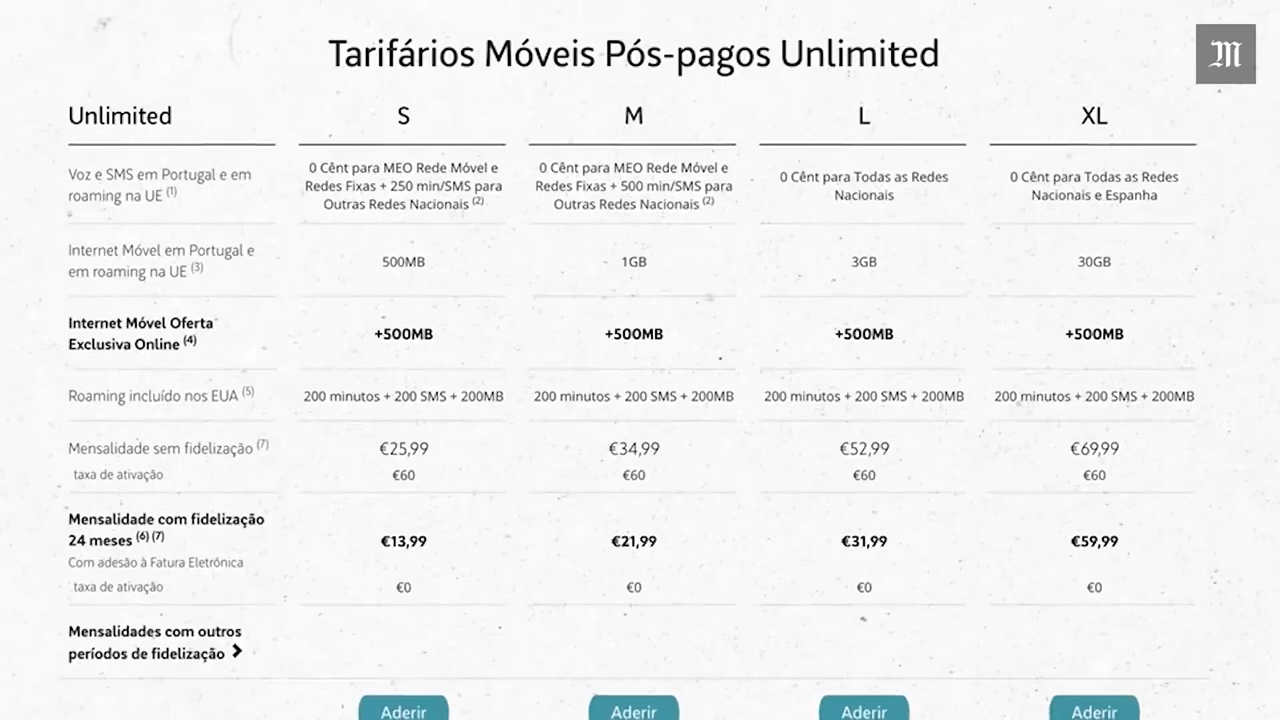 Tarifários Móveis Pós-pagos Unlimited
M
Unlimited S M L XL
Voz e SMS em Portugal e em
roaming na UE (1)
0 Cênt para MEO Rede Móvel e
Redes Fixas + 250 min/SMS para
Outras Redes Nacionais (2)
0 Cênt para MEO Rede Móvel e
Redes Fixas + 500 min/SMS para
Outras Redes Nacionais (2)
0 Cênt para Todas as Redes
Nacionais
0 Cênt para Todas as Redes
Nacionais e Espanha
Internet Móvel em Portugal e
em roaming na UE (3)
500MB 1GB 3GB 30GB
Internet Móvel Oferta
Exclusiva Online (4)
+500MB +500MB +500MB +500MB
Roaming incluído nos EUA (5) 200 minutos + 200 SMS + 200MB 200 minutos + 200 SMS + 200MB 200 minutos + 200 SMS + 200MB 200 minutos + 200 SMS + 200MB
Mensalidade sem fidelização (7) €25,99 €34,99 €52,99 €69,99
taxa de ativação €60 €60 €60 €60
Mensalidade com fidelização
24 meses (6) (7)
€13,99 €21,99 €31,99 €59,99
Com adesão à Fatura Eletrónica
taxa de ativação €0 €0 €0 €0
Mensalidades com outros
períodos de fidelização
Aderir Aderir Aderir Aderir